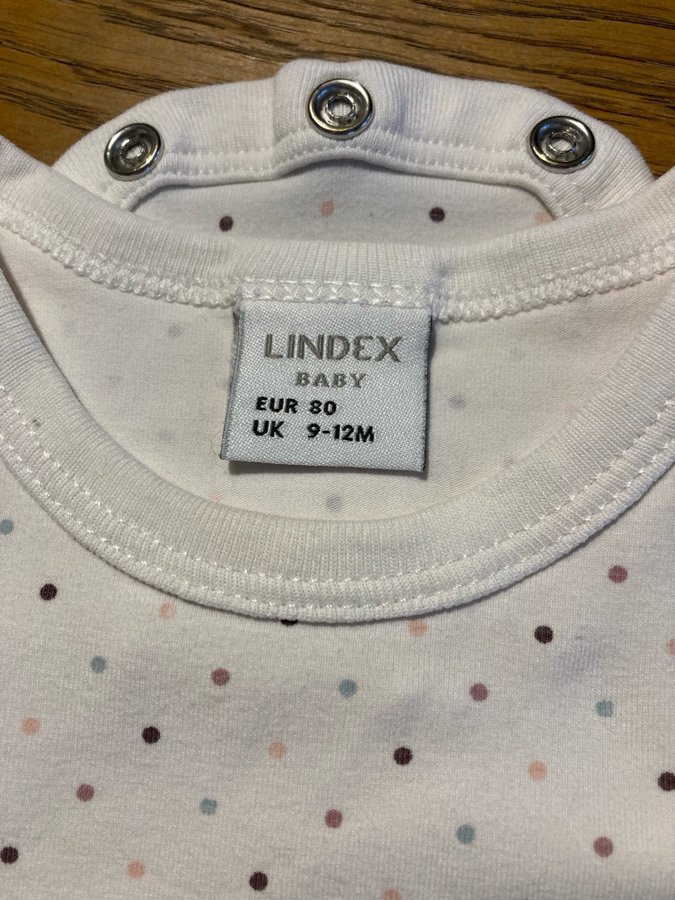 LINDEX
BABY
EUR 80
UK 9-12M